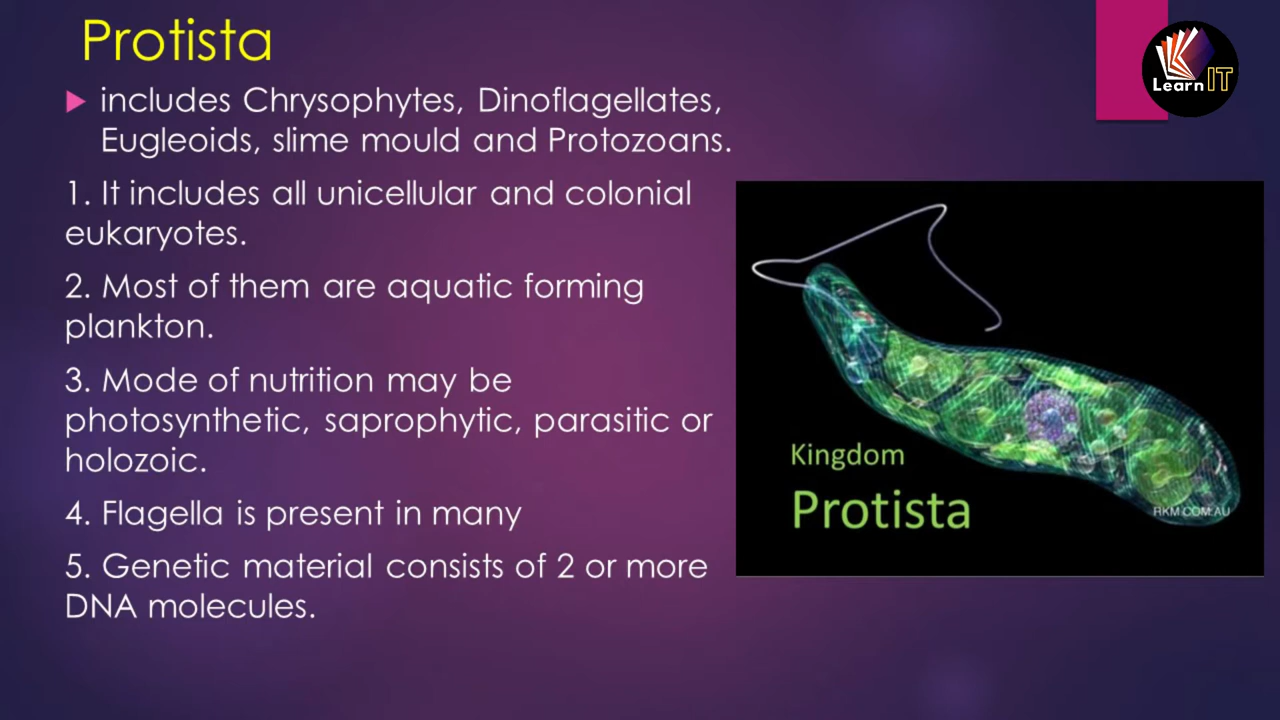 Protista
Learn IT
includes Chrysophytes, Dinoflagellates,
Eugleoids, slime mould and Protozoans.
1. It includes all unicellular and colonial
eukaryotes.
2. Most of them are aquatic forming
plankton.
3. Mode of nutrition may be
photosynthetic, saprophytic, parasitic or
holozoic.
4. Flagella is present in many
5. Genetic material consists of 2 or more
DNA molecules.
Kingdom
Protista
RKM.COM.AU